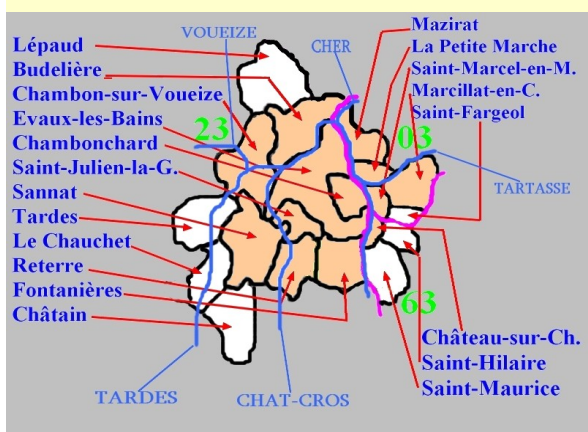 VOUEIZE
CHER
Lépaud
Budelière
Chambon-sur-Voueize
Evaux-les-Bains
Chambonchard
Saint-Julien-la-G.
Sannat
Tardes
Le Chauchet
Reterre
Fontanières
Châtain
23
Mazirat
La Petite Marche
Saint-Marcel-en-M.
Marcillat-en-C.
Saint-Fargeol
03
TARTASSE
63
Château-sur-Ch.
Saint-Hilaire
Saint-Maurice
TARDES
CHAT-CROS